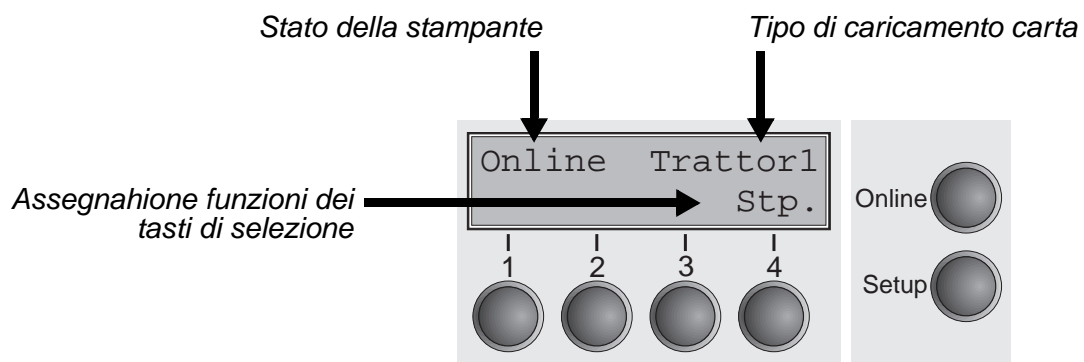 Stato della stampante
Tipo di caricamento carta
Online Trattor1
Stp.
Assegnahione funzioni dei
tasti di selezione
1 2 3 4
Online
Setup